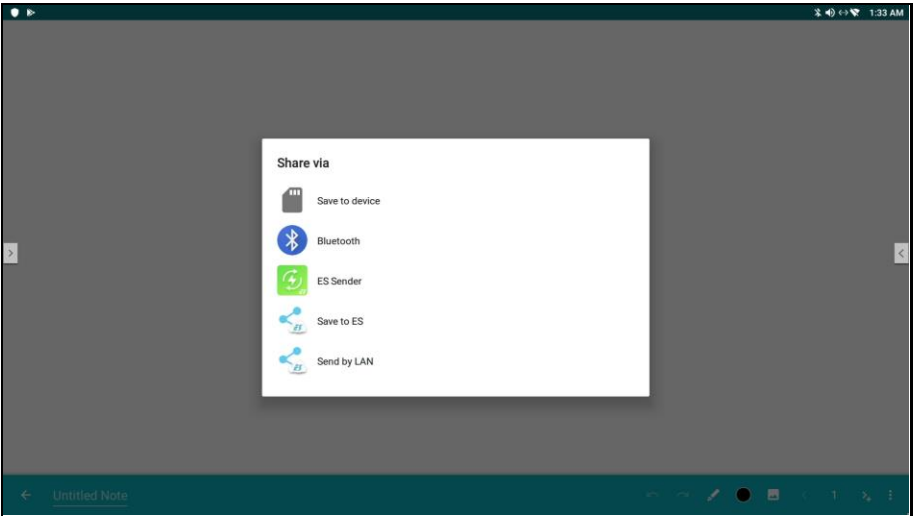 1:33 AM
Share via
Save to device
Bluetooth
ES Sender
Save to ES
Send by LAN
Untitled Note
1